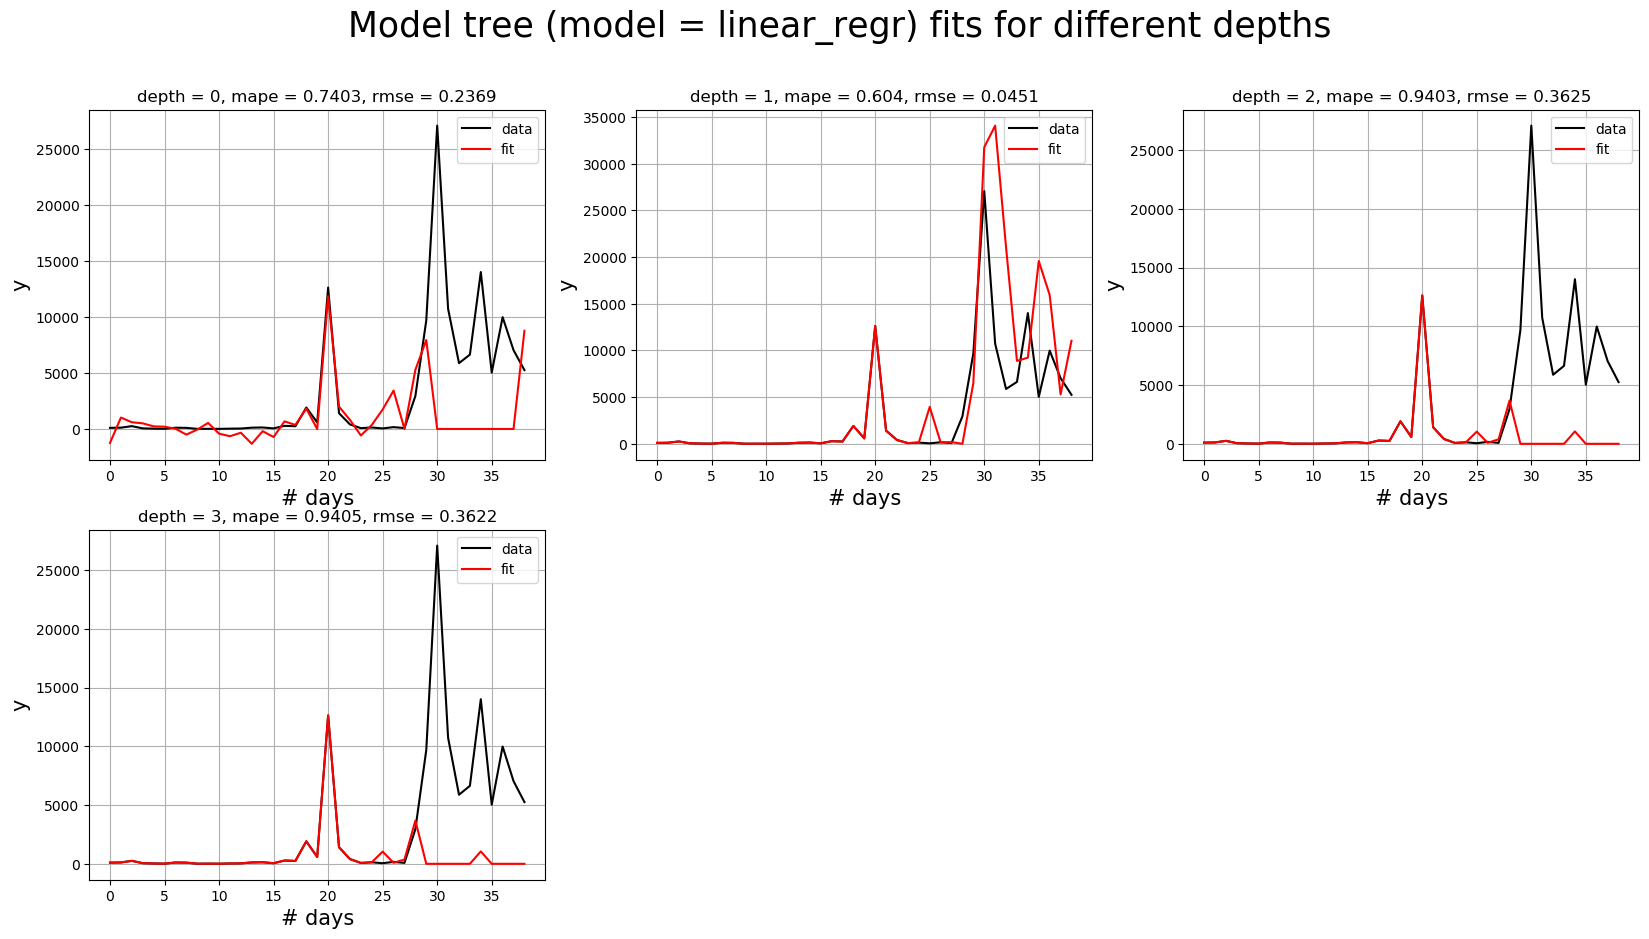 Model tree (model = linear_regr) fits for different depths
depth = 0, mape = 0.7403, rmse = 0.2369
data
fit
25000
20000
15000
10000
5000
0
y
0 5 10 15 20 25 30 35
# days
depth = 1, mape = 0.604, rmse = 0.0451
data
fit
35000
30000
25000
20000
15000
10000
5000
0
y
0 5 10 15 20 25 30 35
# days
depth = 2, mape = 0.9403, rmse = 0.3625
data
fit
25000
20000
15000
10000
5000
0
y
0 5 10 15 20 25 30 35
# days
depth = 3, mape = 0.9405, rmse = 0.3622
data
fit
25000
20000
15000
10000
5000
0
y
0 5 10 15 20 25 30 35
# days